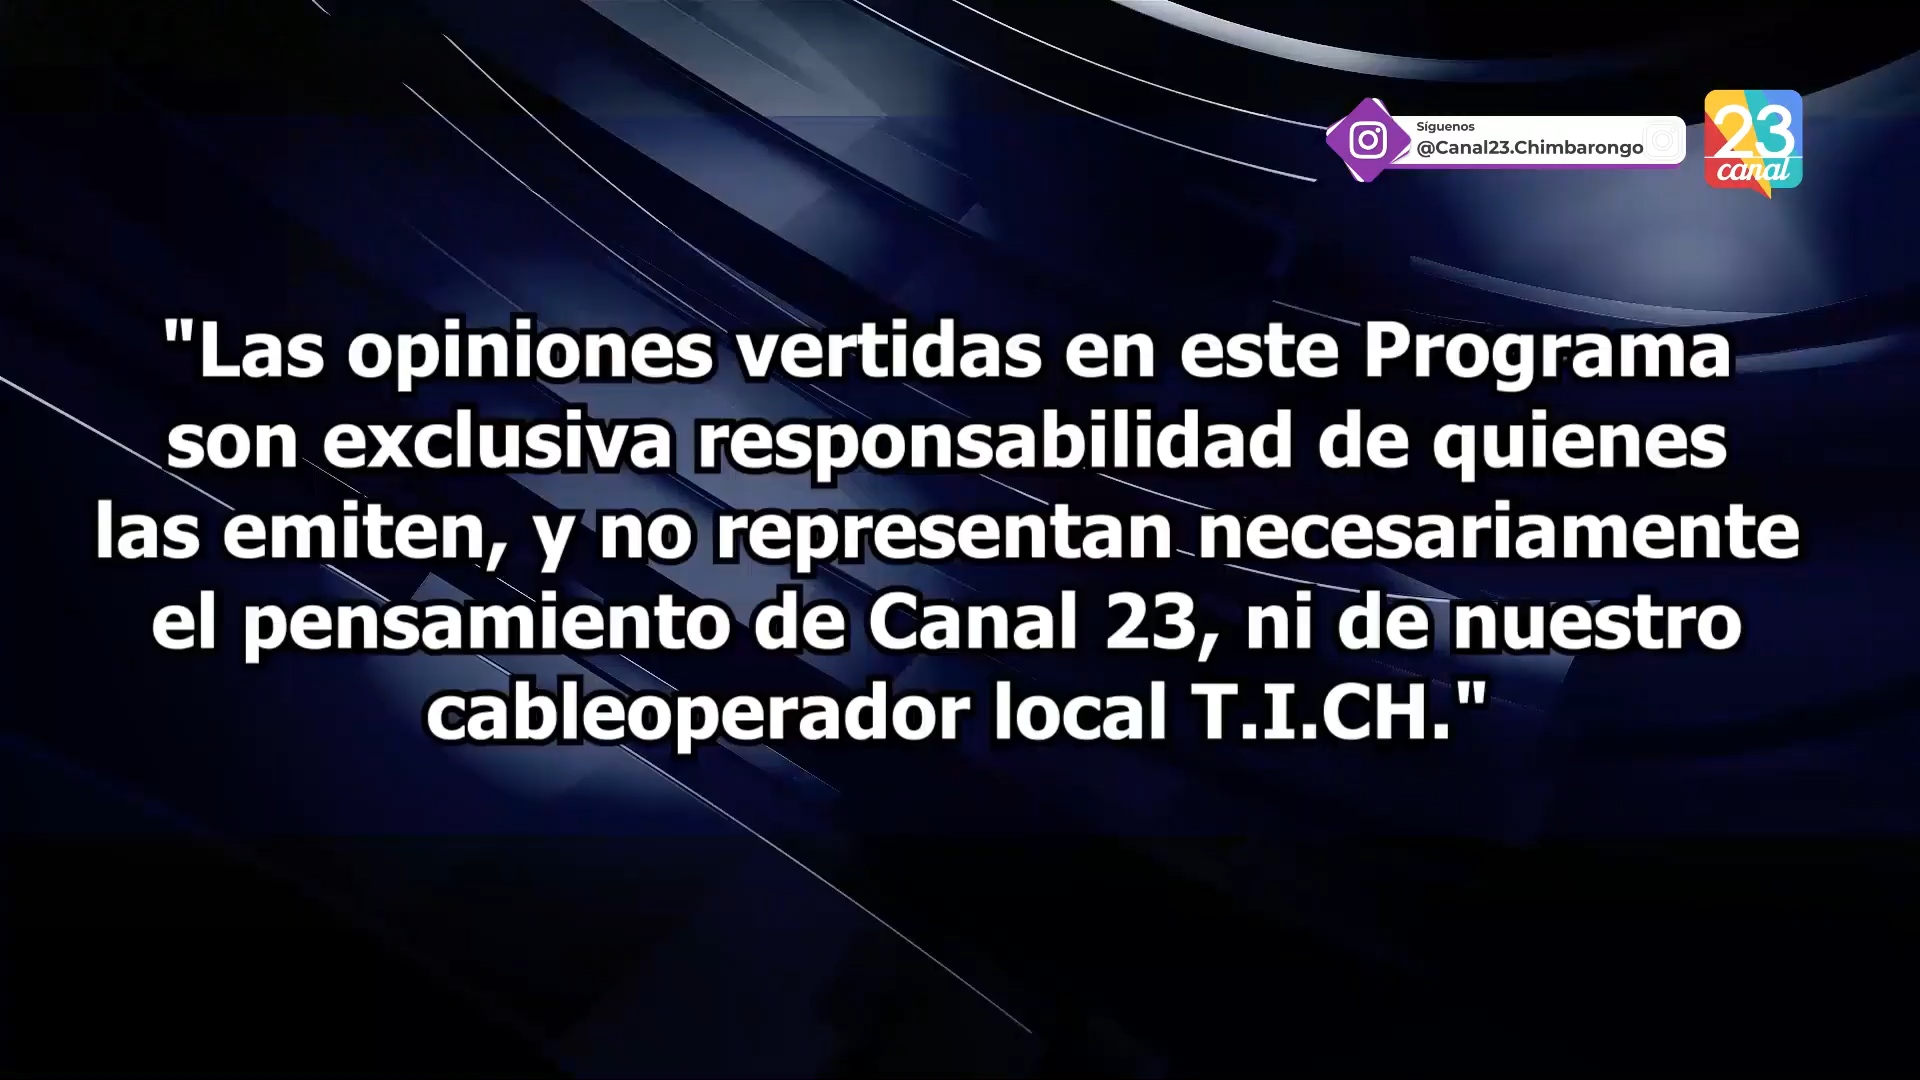 Síguenos
@Canal23.Chimbarongo
23
canal
"Las opiniones vertidas en este Programa
son exclusiva responsabilidad de quienes
las emiten, y no representan necesariamente
el pensamiento de Canal 23, ni de nuestro
cableoperador local T.I.CH."